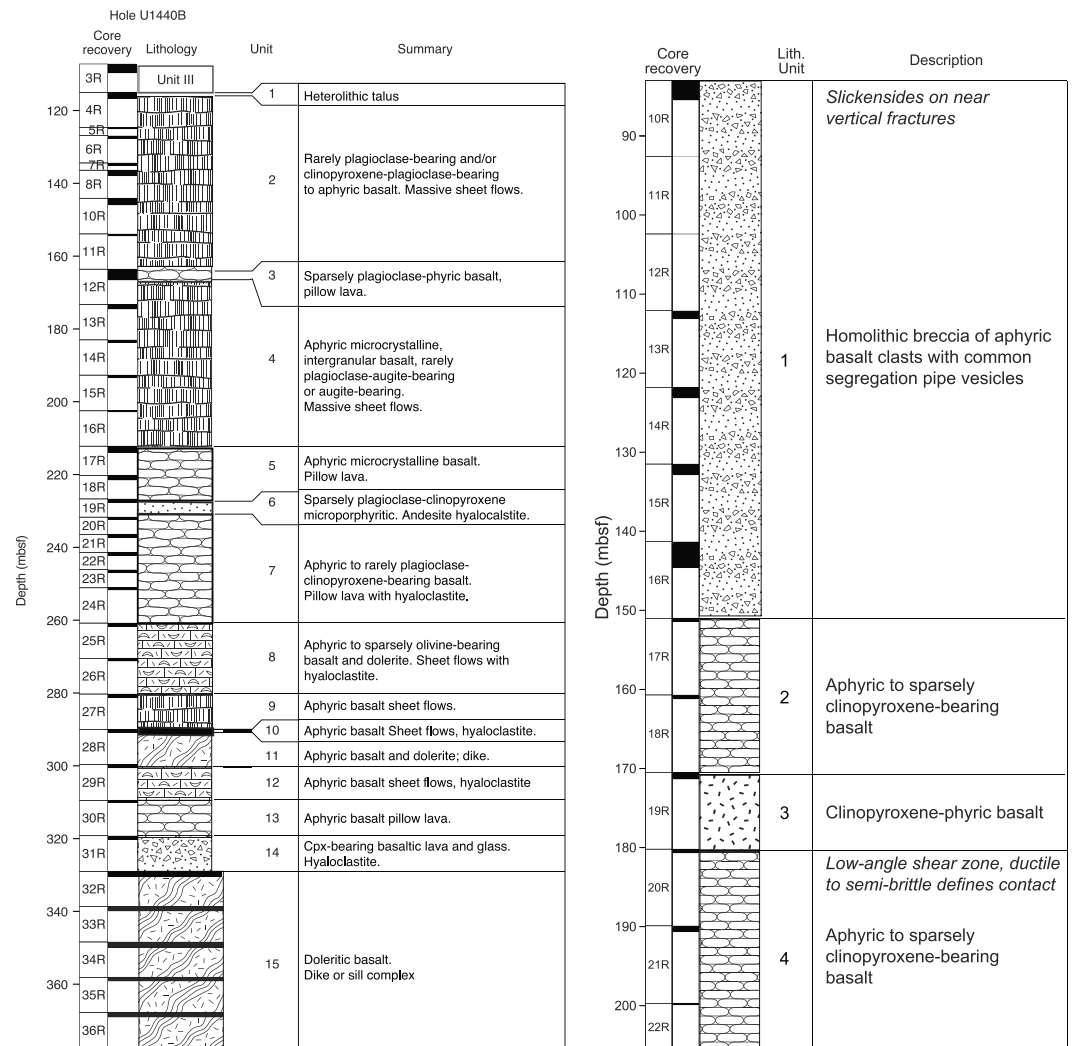 Hole U1440B
Core
recovery
Lithology
Unit
Summary
Depth (mbsf)
120
140
160
180
200
220
240
260
280
300
320
340
360
3R
4R
5R
6R
7R
8R
10R
11R
12R
13R
14R
15R
16R
17R
18R
19R
20R
21R
22R
23R
24R
25R
26R
27R
28R
29R
30R
31R
32R
33R
34R
35R
36R
Unit III
1
Heterolithic talus
2
Rarely plagioclase-bearing and/or
clinopyroxene-plagioclase-bearing
to aphyric basalt. Massive sheet flows.
3
Sparsely plagioclase-phyric basalt,
pillow lava.
4
Aphyric microcrystalline,
intergranular basalt, rarely
plagioclase-augite-bearing
or augite-bearing.
Massive sheet flows.
5
Aphyric microcrystalline basalt.
Pillow lava.
6
Sparsely plagioclase-clinopyroxene
microporphyritic. Andesite hyalocalstite.
7
Aphyric to rarely plagioclase-
clinopyroxene-bearing basalt.
Pillow lava with hyaloclastite.
8
Aphyric to sparsely olivine-bearing
basalt and dolerite. Sheet flows with
hyaloclastite.
9
Aphyric basalt sheet flows.
10
Aphyric basalt Sheet flows, hyaloclastite.
11
Aphyric basalt and dolerite; dike.
12
Aphyric basalt sheet flows, hyaloclastite
13
Aphyric basalt pillow lava.
14
Cpx-bearing basaltic lava and glass.
Hyaloclastite.
15
Doleritic basalt.
Dike or sill complex
Core
recovery
Lith.
Unit
Description
Depth (mbsf)
90
100
110
120
130
140
150
160
170
180
190
200
10R
11R
12R
13R
14R
15R
16R
17R
18R
19R
20R
21R
22R
Slickensides on near
vertical fractures
1
Homolithic breccia of aphyric
basalt clasts with common
segregation pipe vesicles
2
Aphyric to sparsely
clinopyroxene-bearing
basalt
3
Clinopyroxene-phyric basalt
Low-angle shear zone, ductile
to semi-brittle defines contact
4
Aphyric to sparsely
clinopyroxene-bearing
basalt